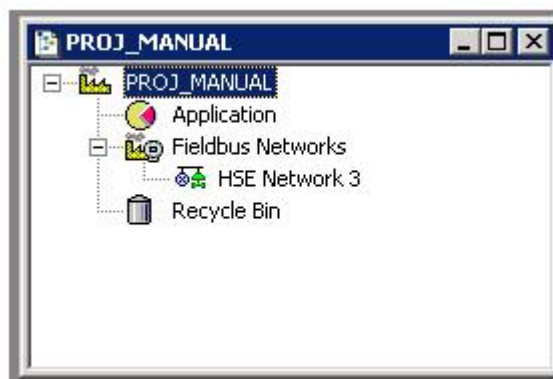 PROJ_MANUAL
PROJ_MANUAL
Application
Fieldbus Networks
HSE Network 3
Recycle Bin